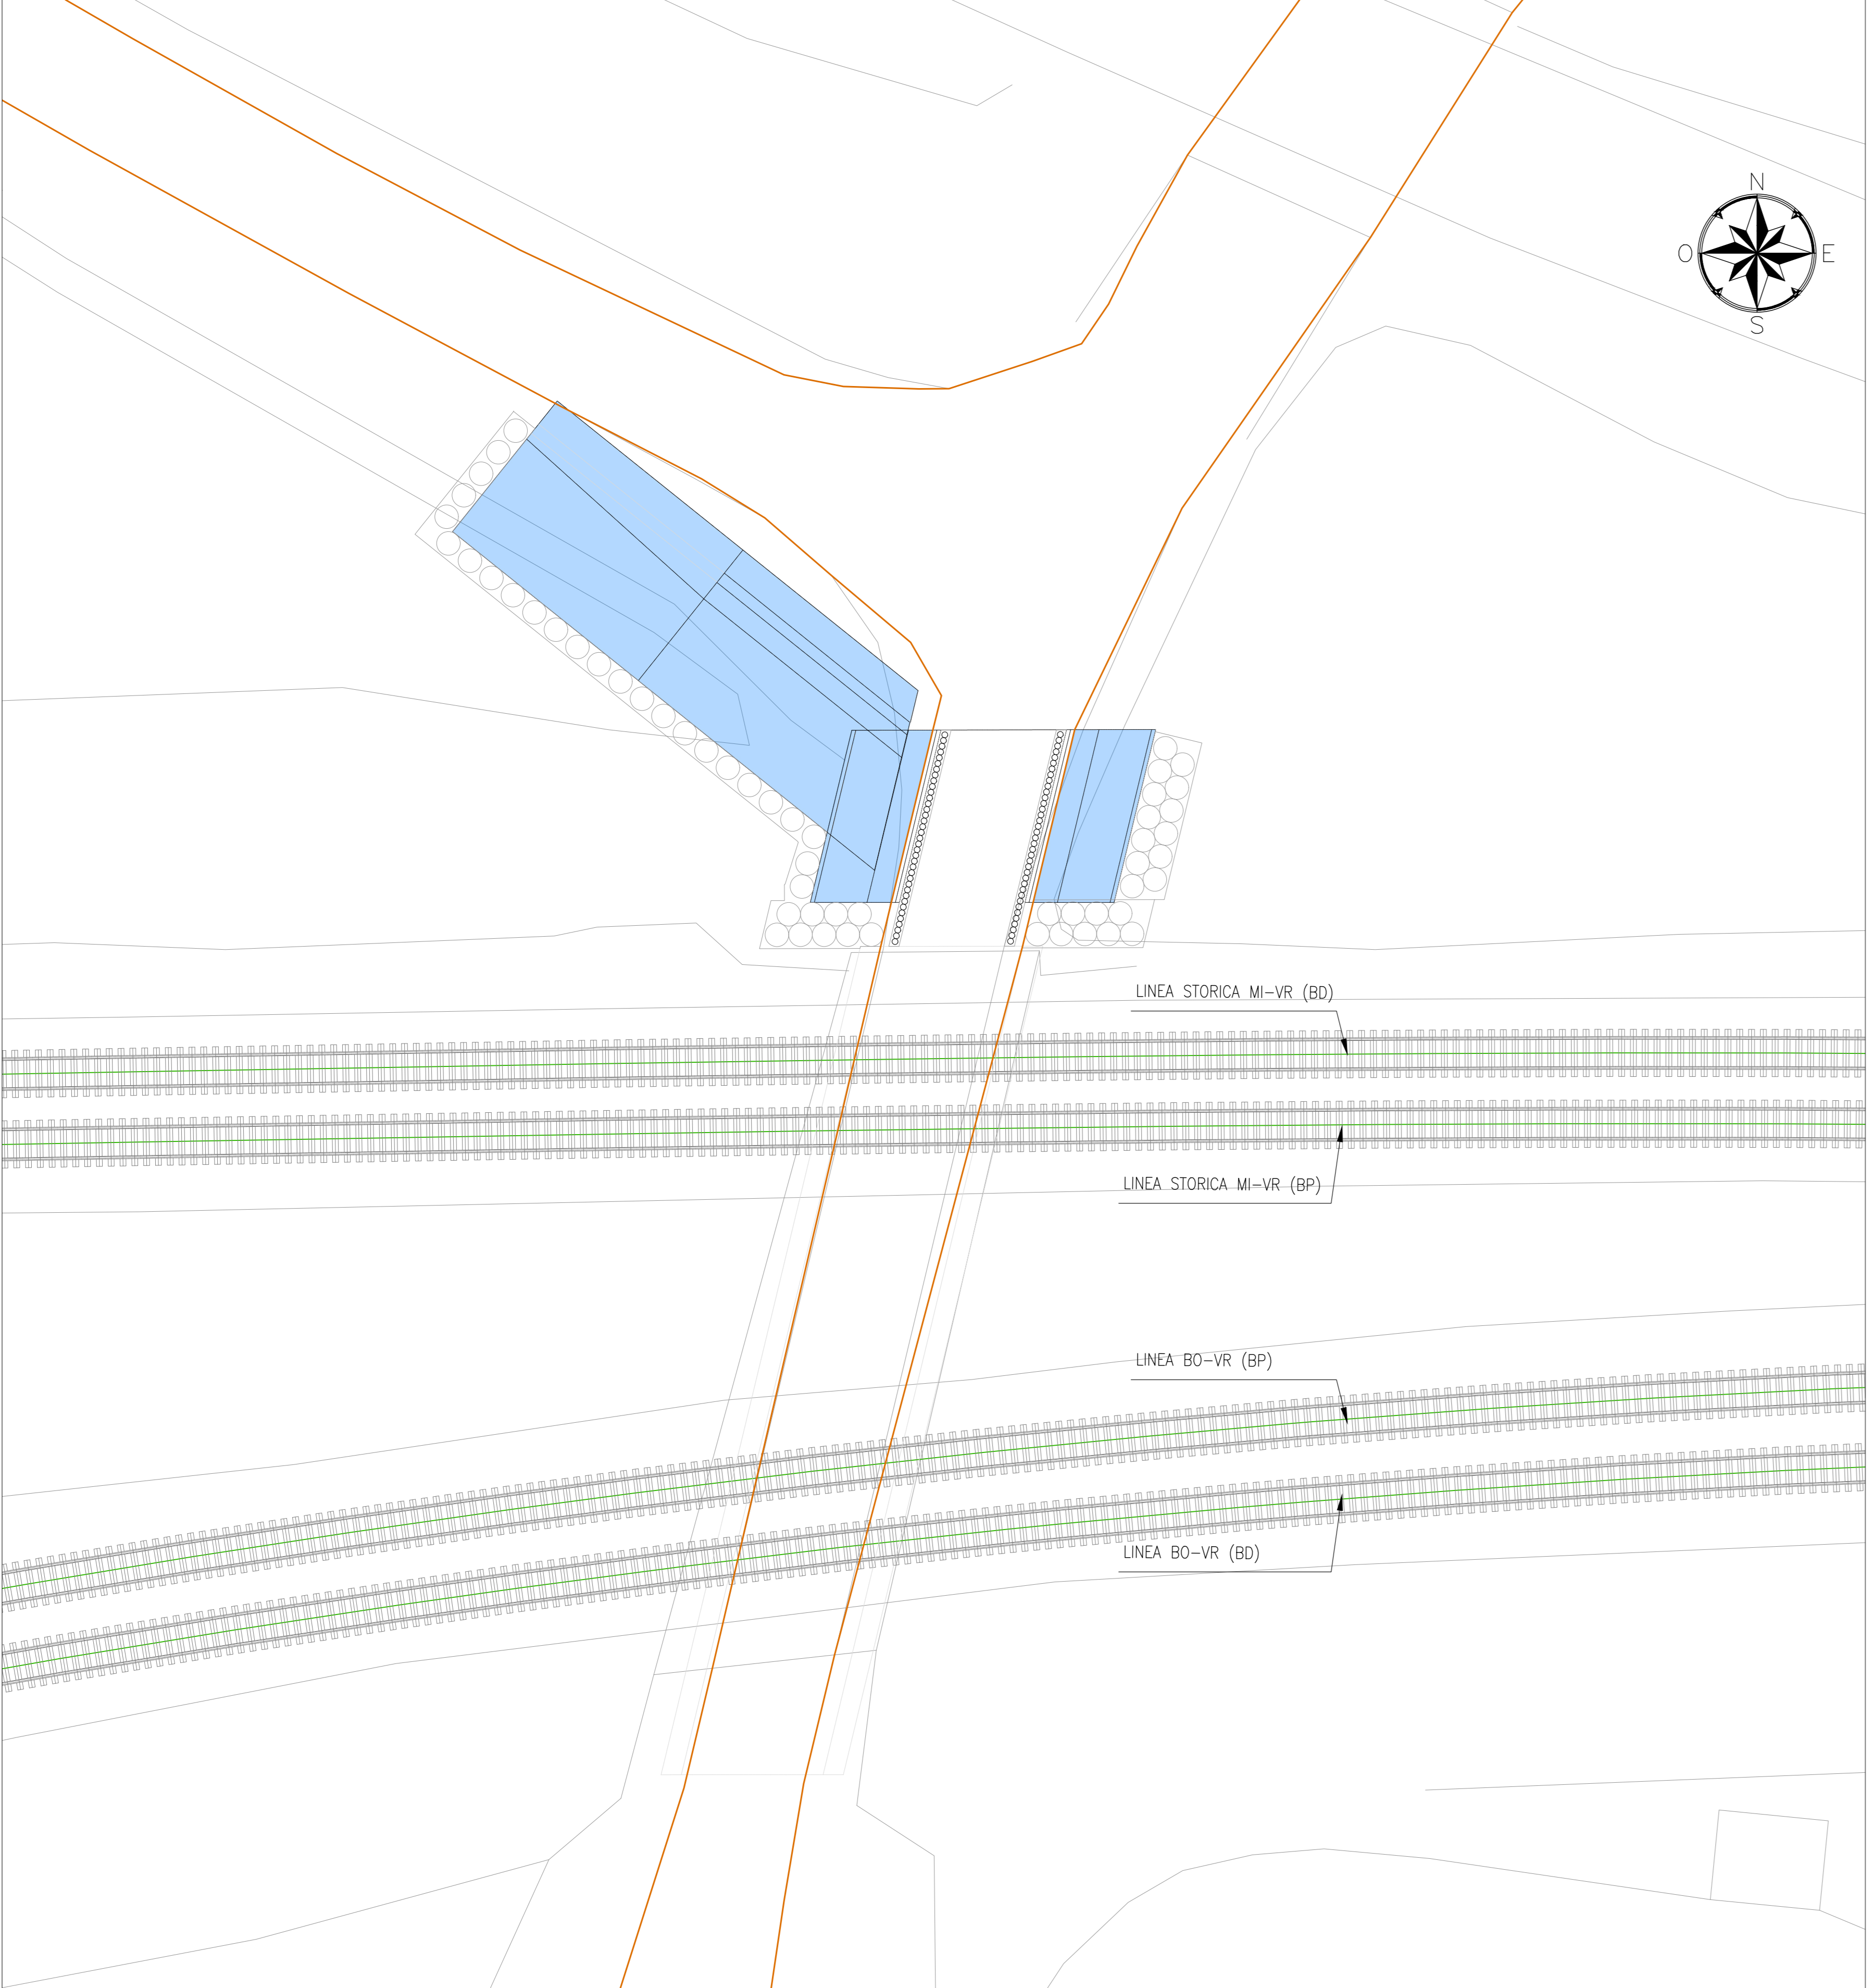 N
O
E
S
LINEA STORICA MI-VR (BD)
LINEA STORICA MI-VR (BP)
LINEA BO-VR (BP)
LINEA BO-VR (BD)